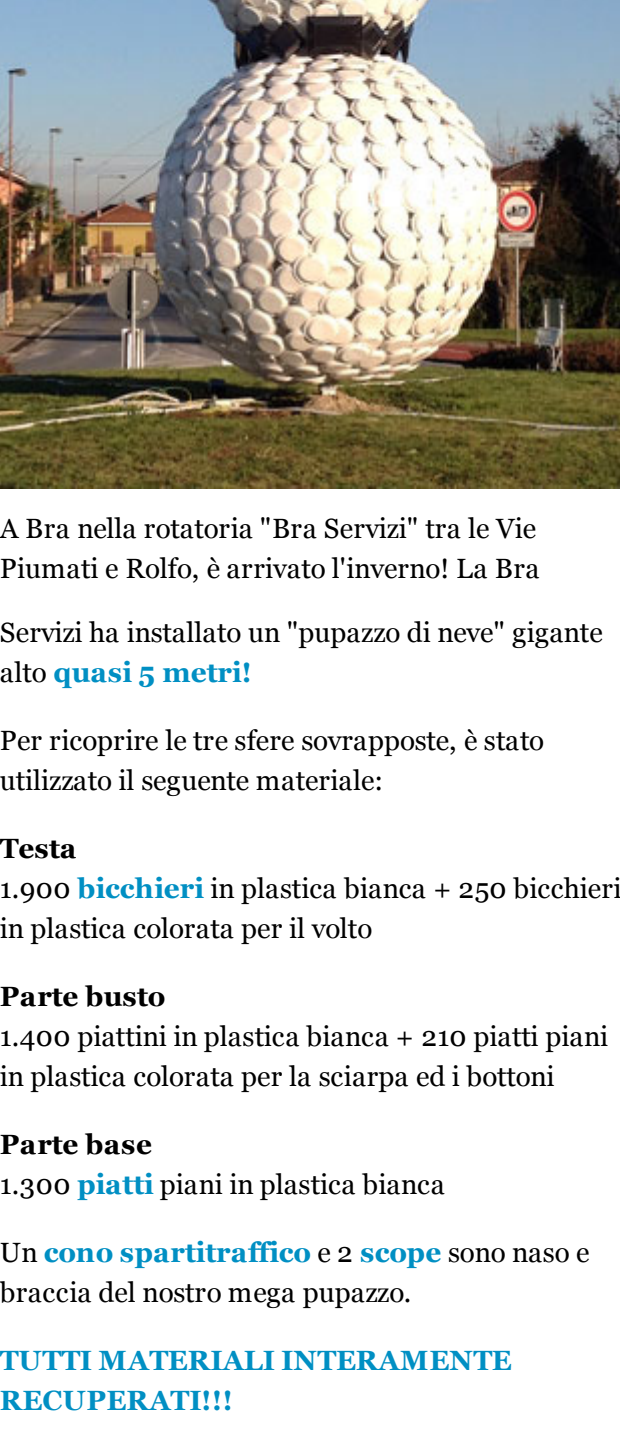 A Bra nella rotatoria "Bra Servizi" tra le Vie
Piumati e Rolfo, è arrivato l'inverno! La Bra
Servizi ha installato un "pupazzo di neve" gigante
alto quasi 5 metri!
Per ricoprire le tre sfere sovrapposte, è stato
utilizzato il seguente materiale:
Testa
1.900 bicchieri in plastica bianca + 250 bicchieri
in plastica colorata per il volto
Parte busto
1.400 piattini in plastica bianca + 210 piatti piani
in plastica colorata per la sciarpa ed i bottoni
Parte base
1.300 piatti piani in plastica bianca
Un cono spartitraffico e 2 scope sono naso e
braccia del nostro mega pupazzo.
TUTTI MATERIALI INTERAMENTE
RECUPERATI!!!